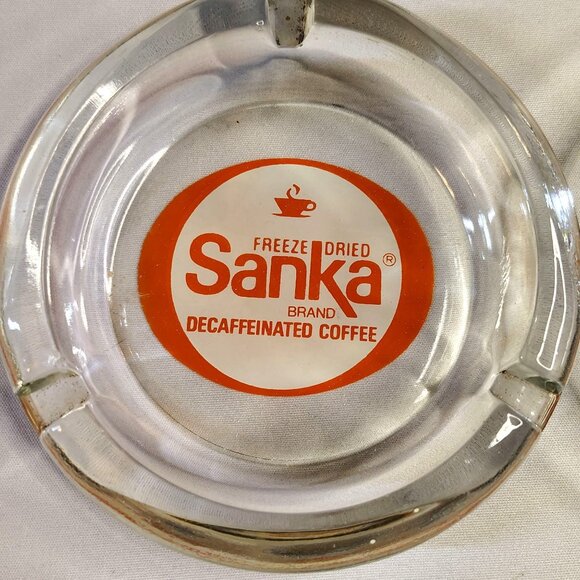 FREEZE DRIED
Sanka®
BRAND
DECAFFEINATED COFFEE